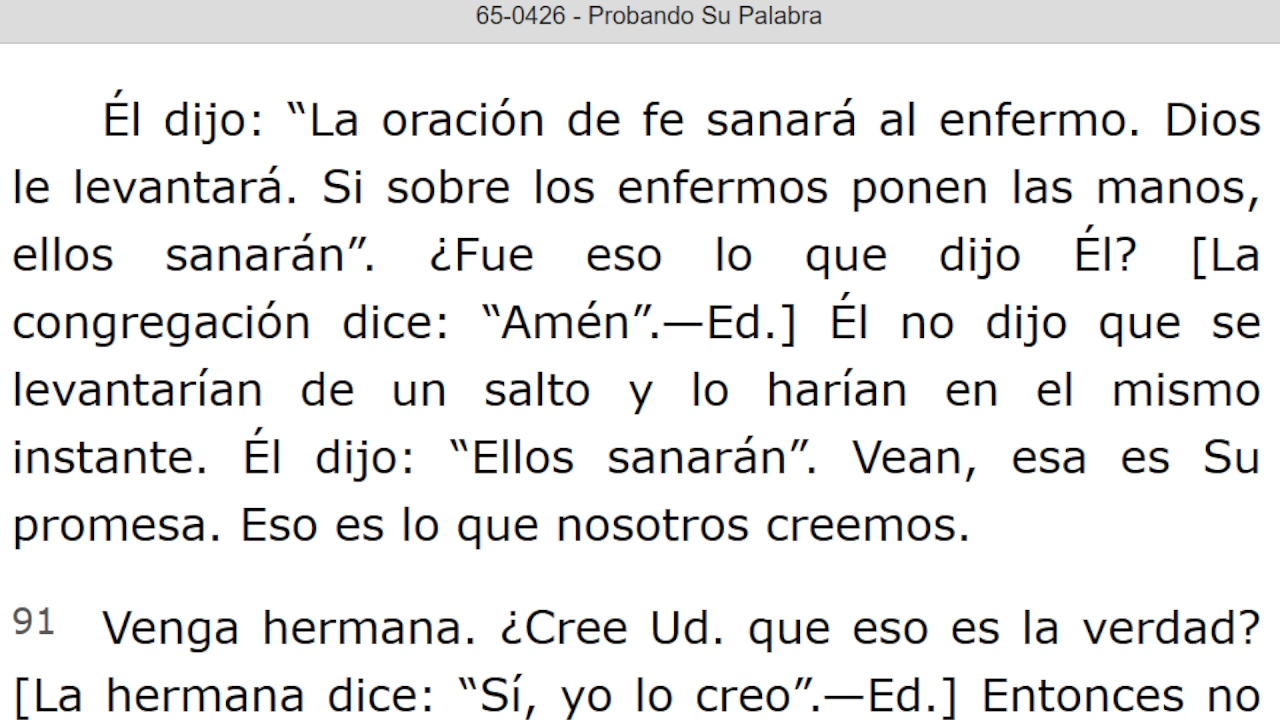 65-0426 - Probando Su Palabra
Él dijo: “La oración de fe sanará al enfermo. Dios
le levantará. Si sobre los enfermos ponen las manos,
ellos sanarán”. ¿Fue eso lo que dijo Él? [La
congregación dice: “Amén”.—Ed.] Él no dijo que se
levantarían de un salto y lo harían en el mismo
instante. Él dijo: “Ellos sanarán”. Vean, esa es Su
promesa. Eso es lo que nosotros creemos.
91 Venga hermana. ¿Cree Ud. que eso es la verdad?
[La hermana dice: “Sí, yo lo creo”.—Ed.] Entonces no